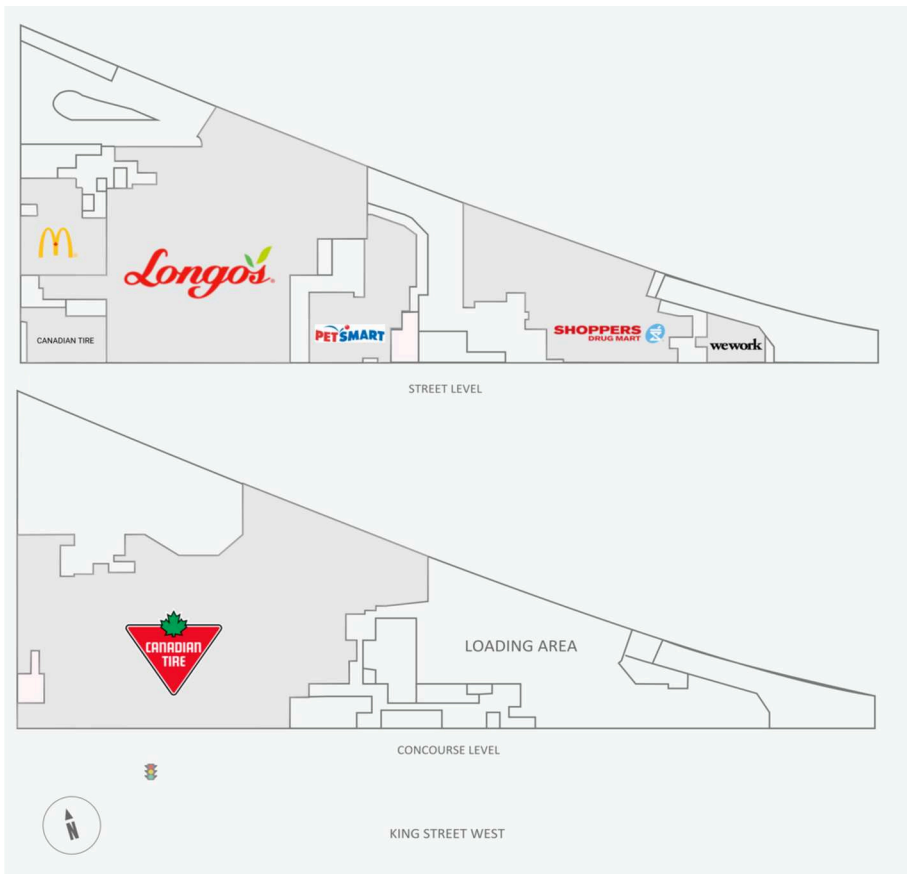 M
Longo's
PETSMART
SHOPPERS
DRUG MART
CANADIAN TIRE
wework
STREET LEVEL
CANADIAN
TIRE
LOADING AREA
CONCOURSE LEVEL
N
KING STREET WEST